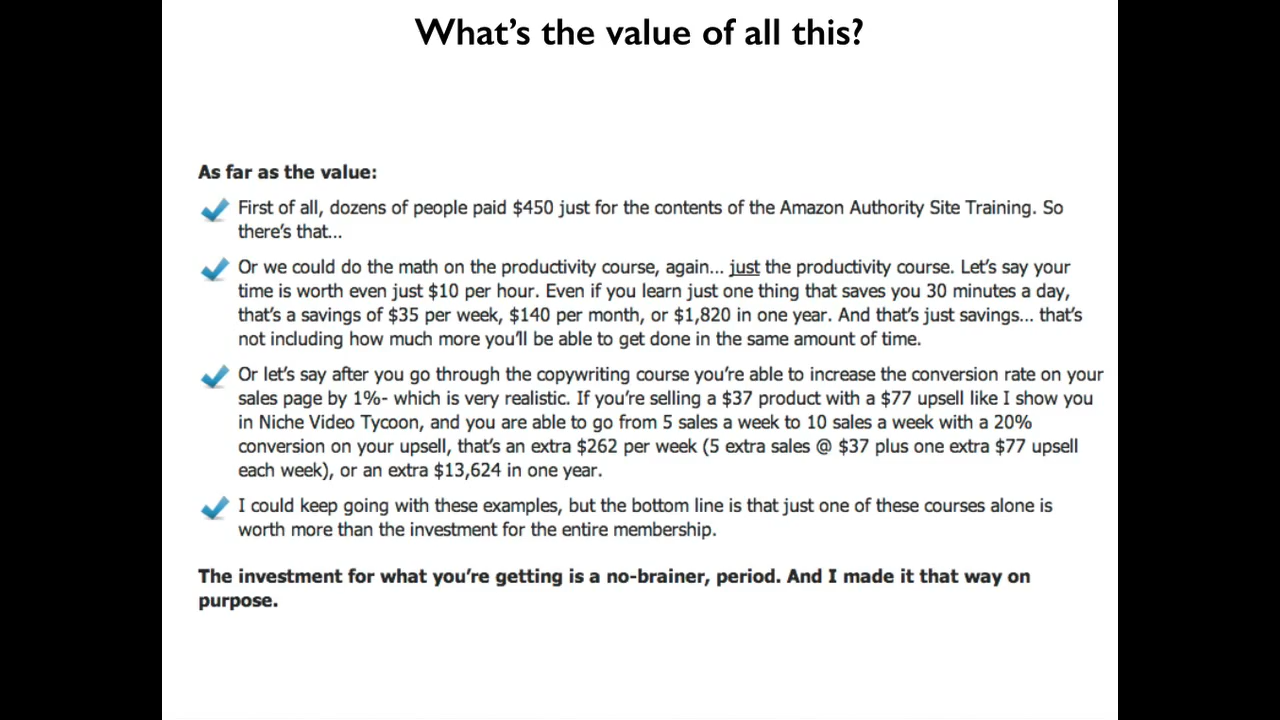 What’s the value of all this?
As far as the value:
First of all, dozens of people paid $450 just for the contents of the Amazon Authority Site Training. So
there’s that...
Or we could do the math on the productivity course, again... just the productivity course. Let’s say your
time is worth even just $10 per hour. Even if you learn just one thing that saves you 30 minutes a day,
that’s a savings of $35 per week, $140 per month, or $1,820 in one year. And that’s just savings... that’s
not including how much more you’ll be able to get done in the same amount of time.
Or let’s say after you go through the copywriting course you’re able to increase the conversion rate on your
sales page by 1%- which is very realistic. If you’re selling a $37 product with a $77 upsell like I show you
in Niche Video Tycoon, and you are able to go from 5 sales a week to 10 sales a week with a 20%
conversion on your upsell, that’s an extra $262 per week (5 extra sales @ $37 plus one extra $77 upsell
each week), or an extra $13,624 in one year.
I could keep going with these examples, but the bottom line is that just one of these courses alone is
worth more than the investment for the entire membership.
The investment for what you’re getting is a no-brainer, period. And I made it that way on
purpose.